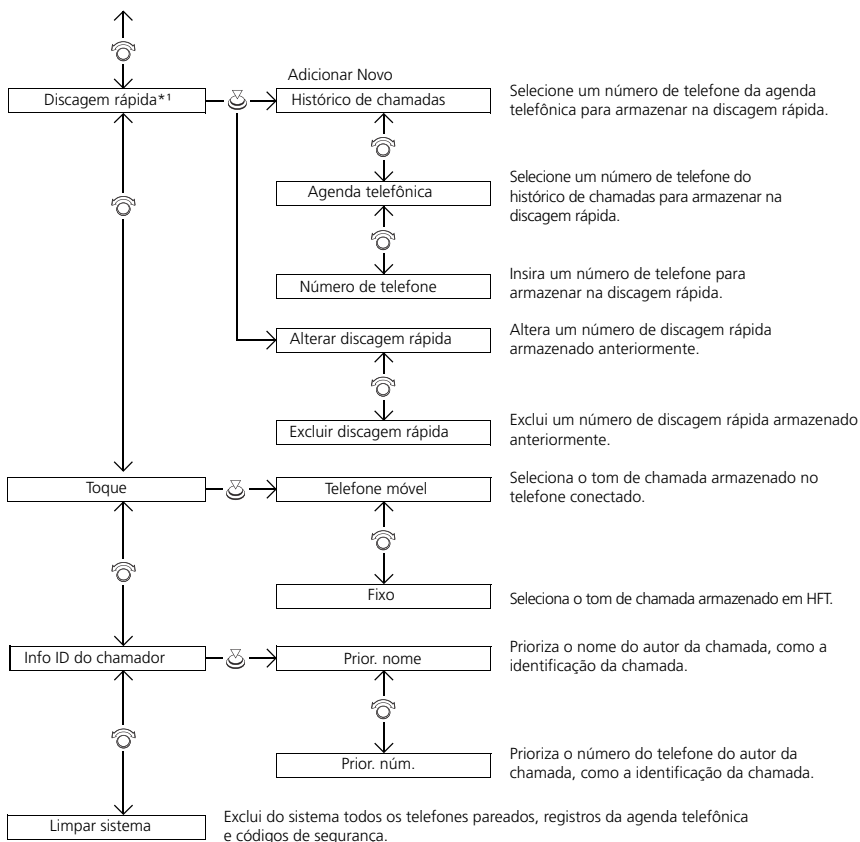 Adicionar Novo
Discagem rápida*¹
Histórico de chamadas
Selecione um número de telefone da agenda
telefônica para armazenar na discagem rápida.
Agenda telefônica
Selecione um número de telefone do
histórico de chamadas para armazenar na
discagem rápida.
Número de telefone
Insira um número de telefone para
armazenar na discagem rápida.
Alterar discagem rápida
Altera um número de discagem rápida
armazenado anteriormente.
Excluir discagem rápida
Exclui um número de discagem rápida armazenado
anteriormente.
Toque
Telefone móvel
Seleciona o tom de chamada armazenado no
telefone conectado.
Fixo
Seleciona o tom de chamada armazenado em HFT.
Info ID do chamador
Prior. nome
Prioriza o nome do autor da chamada, como a
identificação da chamada.
Prior. núm.
Prioriza o número do telefone do autor da
chamada, como a identificação da chamada.
Limpar sistema
Exclui do sistema todos os telefones pareados, registros da agenda telefônica
e códigos de segurança.